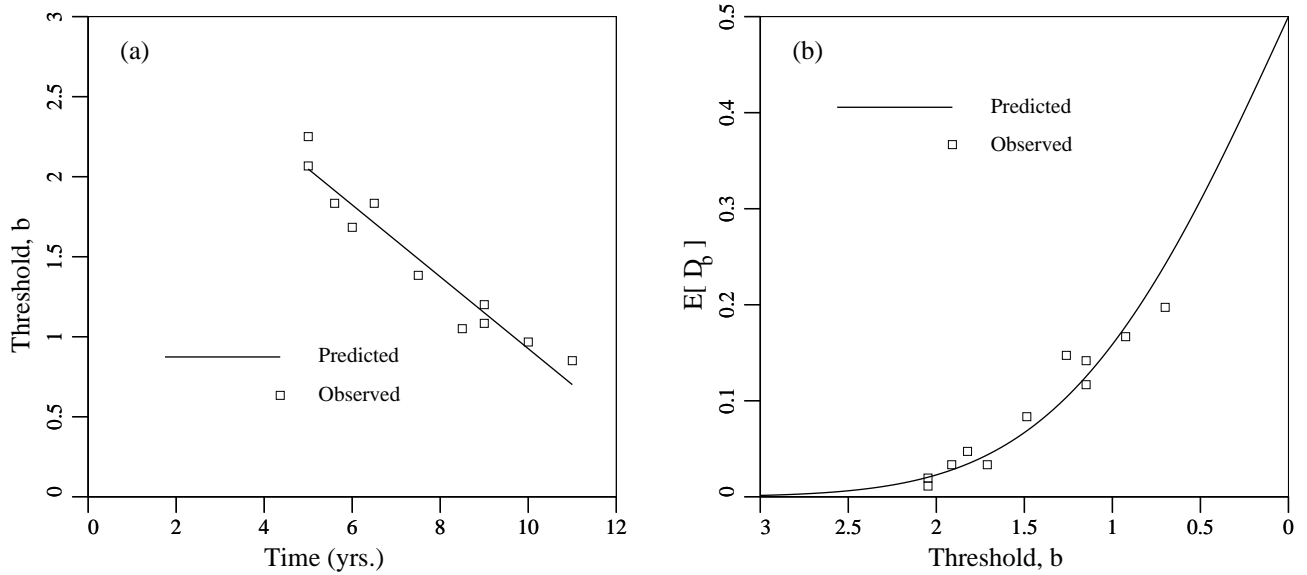 (a)
3
2.5
2
1.5
1
0.5
0
Threshold, b
Predicted
Observed
0 2 4 6 8 10 12
Time (yrs.)
(b)
0.5
0.4
0.3
0.2
0.1
0
E[ D_b ]
Predicted
Observed
3 2.5 2 1.5 1 0.5 0
Threshold, b